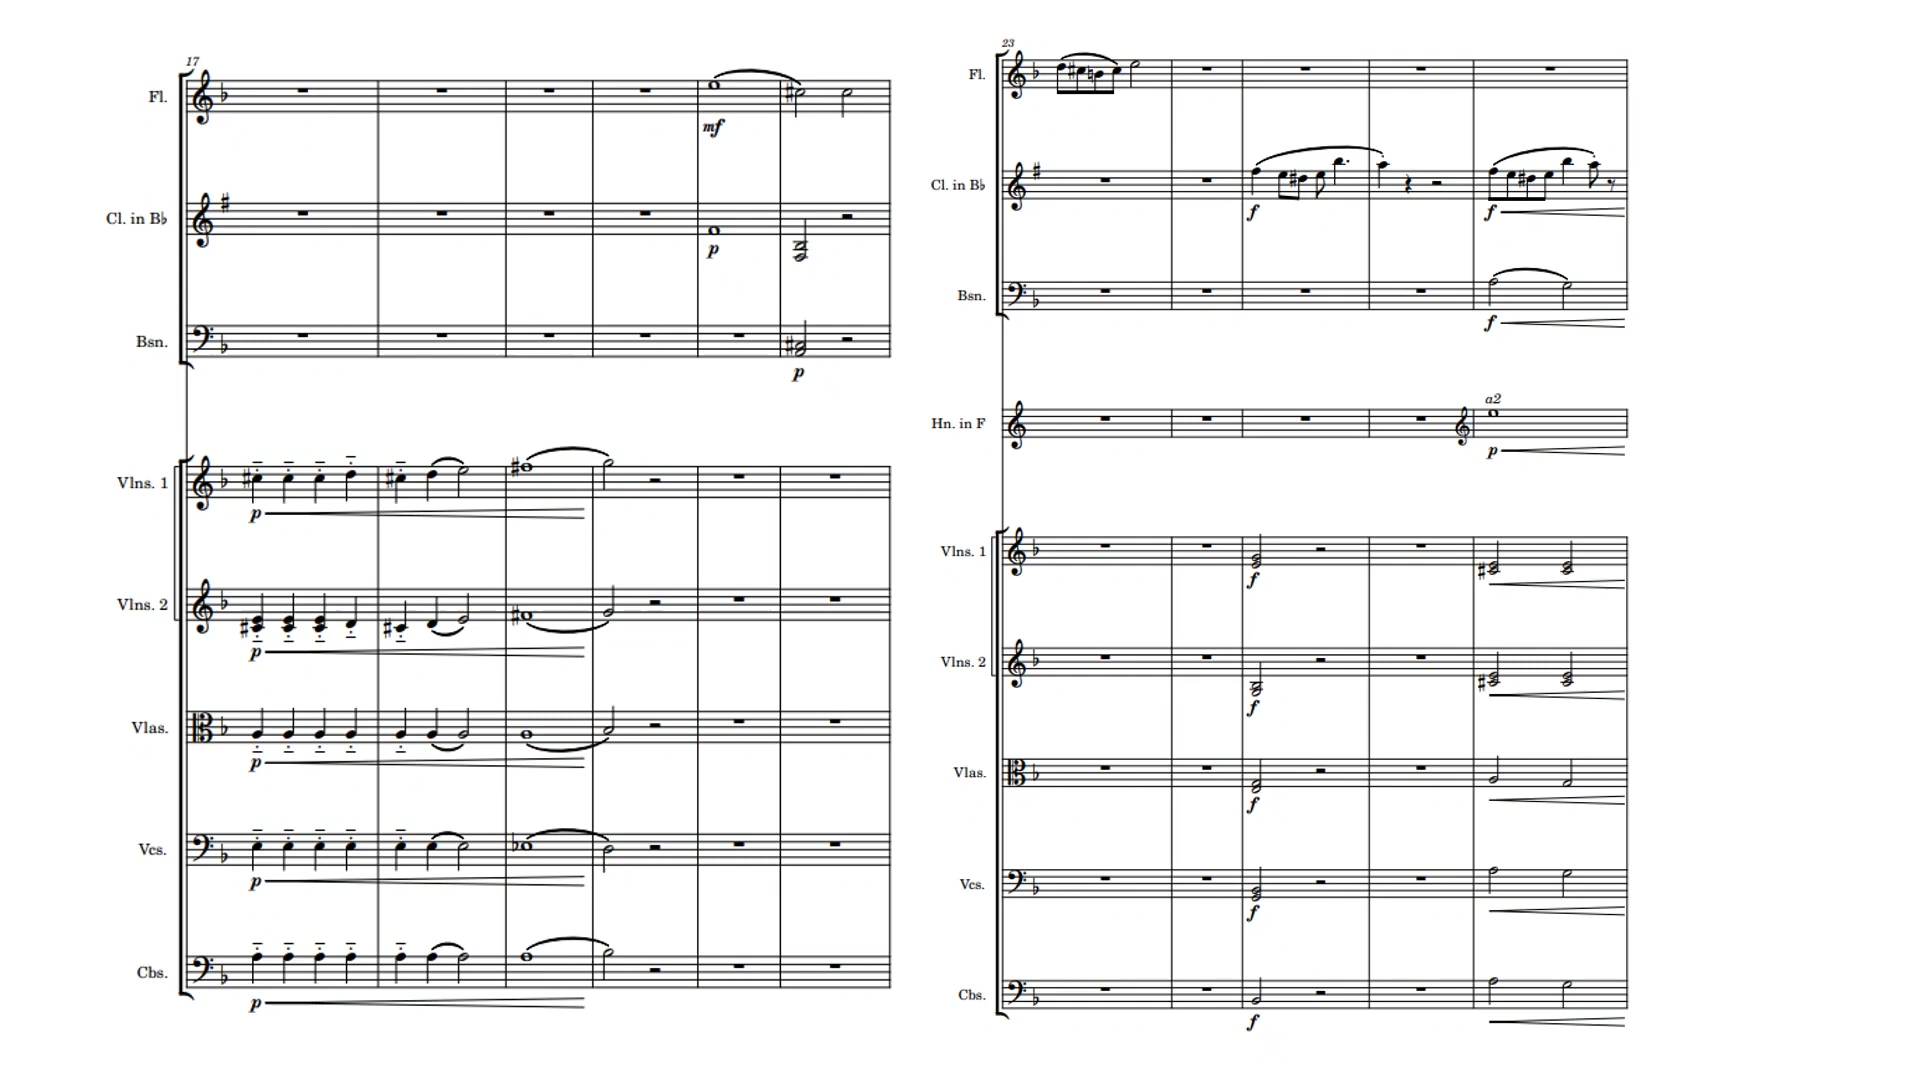 17
Fl.
mf
Cl. in B♭
p
Bsn.
p
Vlns. 1
p
Vlns. 2
p
Vlas.
p
Vcs.
p
Cbs.
p
23
Fl.
Cl. in B♭
f f
Bsn.
f
Hn. in F
a2
p
Vlns. 1
f
Vlns. 2
f
Vlas.
f
Vcs.
f
Cbs.
f